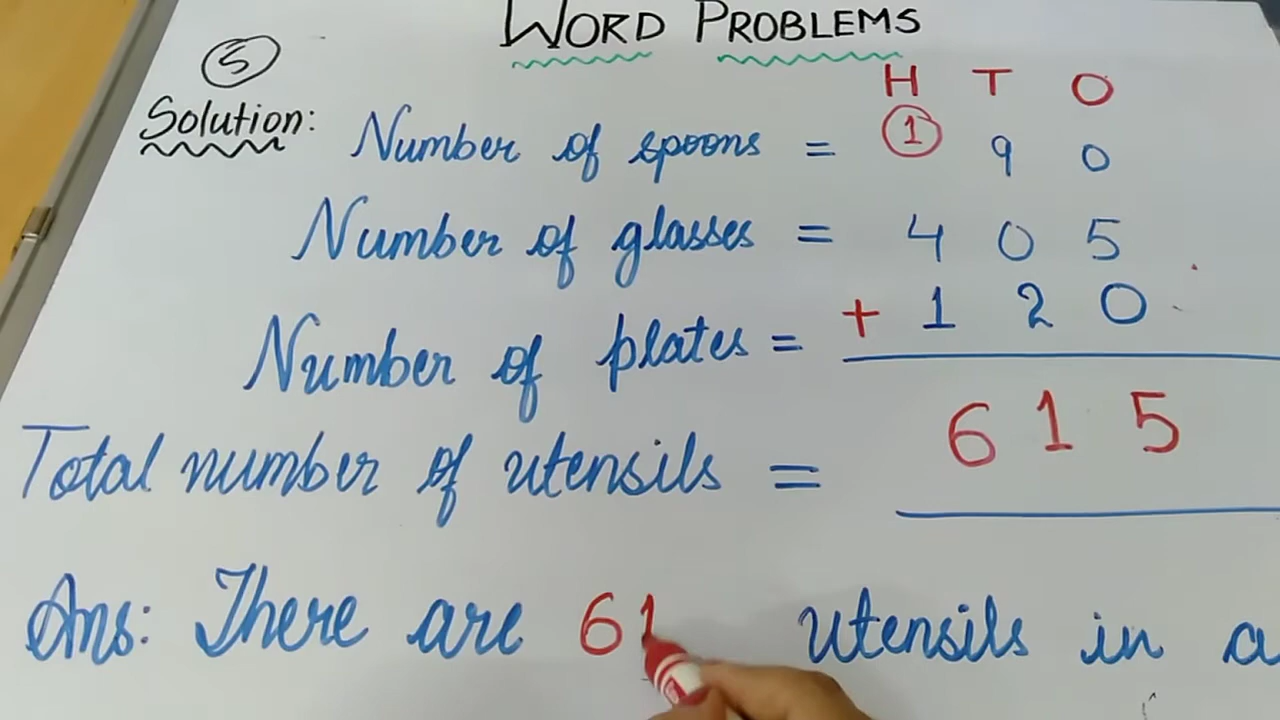 WORD PROBLEMS
5
H T O
Solution: Number of spoons = 1 9 0
Number of glasses = 4 0 5
Number of plates = + 1 2 0
Total number of utensils = 6 1 5
Ans: There are 61 utensils in a